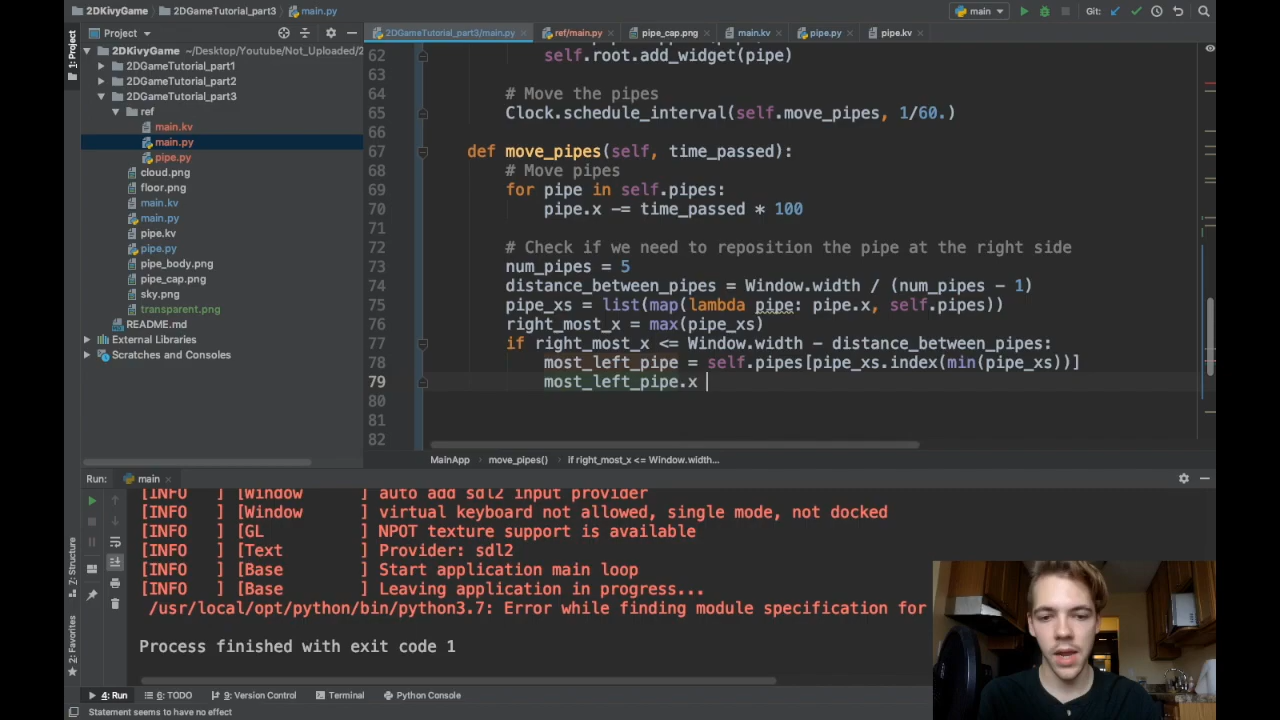 2DGameTutorial_part3
main.py
main
Git:
Project
2DGameTutorial_part3/main.py
ref/main.py
pipe_cap.png
main.kv
pipe.py
pipe.kv
1: Project
2DKivyGame ~/Desktop/Youtube/Not_Uploaded/2
2DGameTutorial_part1
2DGameTutorial_part2
2DGameTutorial_part3
ref
main.kv
main.py
pipe.py
cloud.png
floor.png
main.kv
main.py
pipe.kv
pipe.py
pipe_body.png
pipe_cap.png
sky.png
transparent.png
README.md
External Libraries
Scratches and Consoles
62 self.root.add_widget(pipe)
63
64 # Move the pipes
65 Clock.schedule_interval(self.move_pipes, 1/60.)
66
67 def move_pipes(self, time_passed):
68 # Move pipes
69 for pipe in self.pipes:
70 pipe.x -= time_passed * 100
71
72 # Check if we need to reposition the pipe at the right side
73 num_pipes = 5
74 distance_between_pipes = Window.width / (num_pipes - 1)
75 pipe_xs = list(map(lambda pipe: pipe.x, self.pipes))
76 right_most_x = max(pipe_xs)
77 if right_most_x <= Window.width - distance_between_pipes:
78 most_left_pipe = self.pipes[pipe_xs.index(min(pipe_xs))]
79 most_left_pipe.x
80
81
82
MainApp move_pipes() if right_most_x <= Window.width...
Run: main
[INFO ] [Window ] auto add sdl2 input provider
[INFO ] [Window ] virtual keyboard not allowed, single mode, not docked
[INFO ] [GL ] NPOT texture support is available
[INFO ] [Text ] Provider: sdl2
[INFO ] [Base ] Start application main loop
[INFO ] [Base ] Leaving application in progress...
/usr/local/opt/python/bin/python3.7: Error while finding module specification for
Process finished with exit code 1
7: Structure
2: Favorites
4: Run
6: TODO
9: Version Control
Terminal
Python Console
Statement seems to have no effect